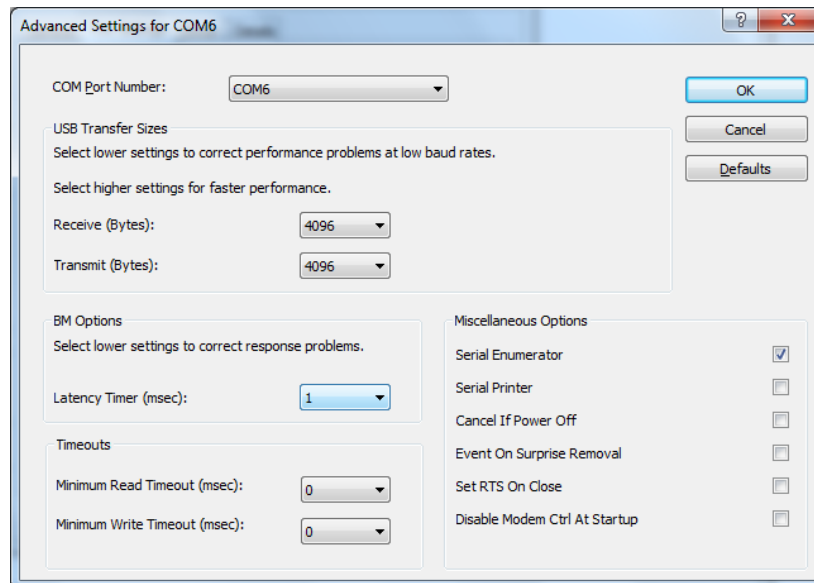 Advanced Settings for COM6
?
COM Port Number:
COM6
OK
Cancel
Defaults
USB Transfer Sizes
Select lower settings to correct performance problems at low baud rates.
Select higher settings for faster performance.
Receive (Bytes):
4096
Transmit (Bytes):
4096
BM Options
Select lower settings to correct response problems.
Latency Timer (msec):
1
Timeouts
Minimum Read Timeout (msec):
0
Minimum Write Timeout (msec):
0
Miscellaneous Options
Serial Enumerator
Serial Printer
Cancel If Power Off
Event On Surprise Removal
Set RTS On Close
Disable Modem Ctrl At Startup